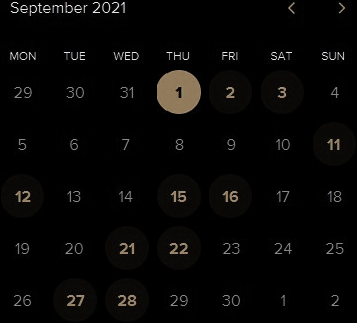 September 2021
MON TUE WED THU FRI SAT SUN
29 30 31 1 2 3 4
5 6 7 8 9 10 11
12 13 14 15 16 17 18
19 20 21 22 23 24 25
26 27 28 29 30 1 2